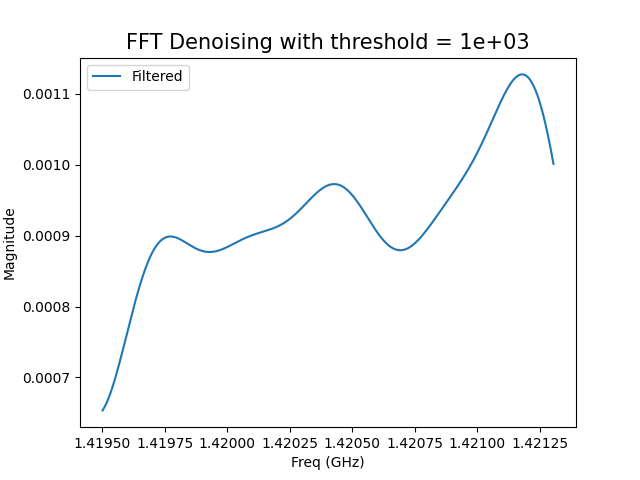 FFT Denoising with threshold = 1e+03
Filtered
Magnitude
0.0011
0.0010
0.0009
0.0008
0.0007
1.41950 1.41975 1.42000 1.42025 1.42050 1.42075 1.42100 1.42125
Freq (GHz)